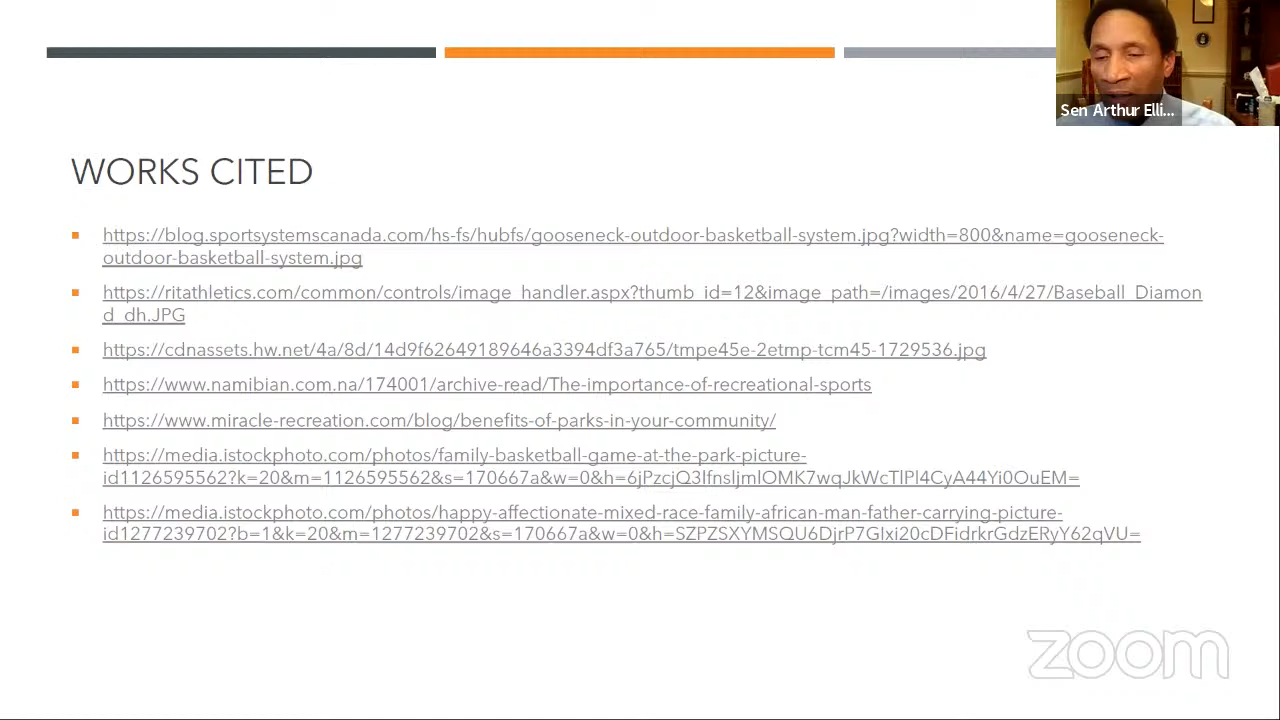 Sen Arthur Elli...
WORKS CITED
https://blog.sportsystemscanada.com/hs-fs/hubfs/gooseneck-outdoor-basketball-system.jpg?width=800&name=gooseneck-
outdoor-basketball-system.jpg
https://ritathletics.com/common/controls/image_handler.aspx?thumb_id=12&image_path=/images/2016/4/27/Baseball_Diamon
d_dh.JPG
https://cdnassets.hw.net/4a/8d/14d9f62649189646a3394df3a765/tmpe45e-2etmp-tcm45-1729536.jpg
https://www.namibian.com.na/174001/archive-read/The-importance-of-recreational-sports
https://www.miracle-recreation.com/blog/benefits-of-parks-in-your-community/
https://media.istockphoto.com/photos/family-basketball-game-at-the-park-picture-
id1126595562?k=20&m=1126595562&s=170667a&w=0&h=6jPzcjQ3lfnsljmlOMK7wqJkWcTlPl4CyA44Yi0OuEM=
https://media.istockphoto.com/photos/happy-affectionate-mixed-race-family-african-man-father-carrying-picture-
id1277239702?b=1&k=20&m=1277239702&s=170667a&w=0&h=SZPZSXYMSQU6DjrP7Glxi20cDFidrkrGdzERyY62qVU=
zoom